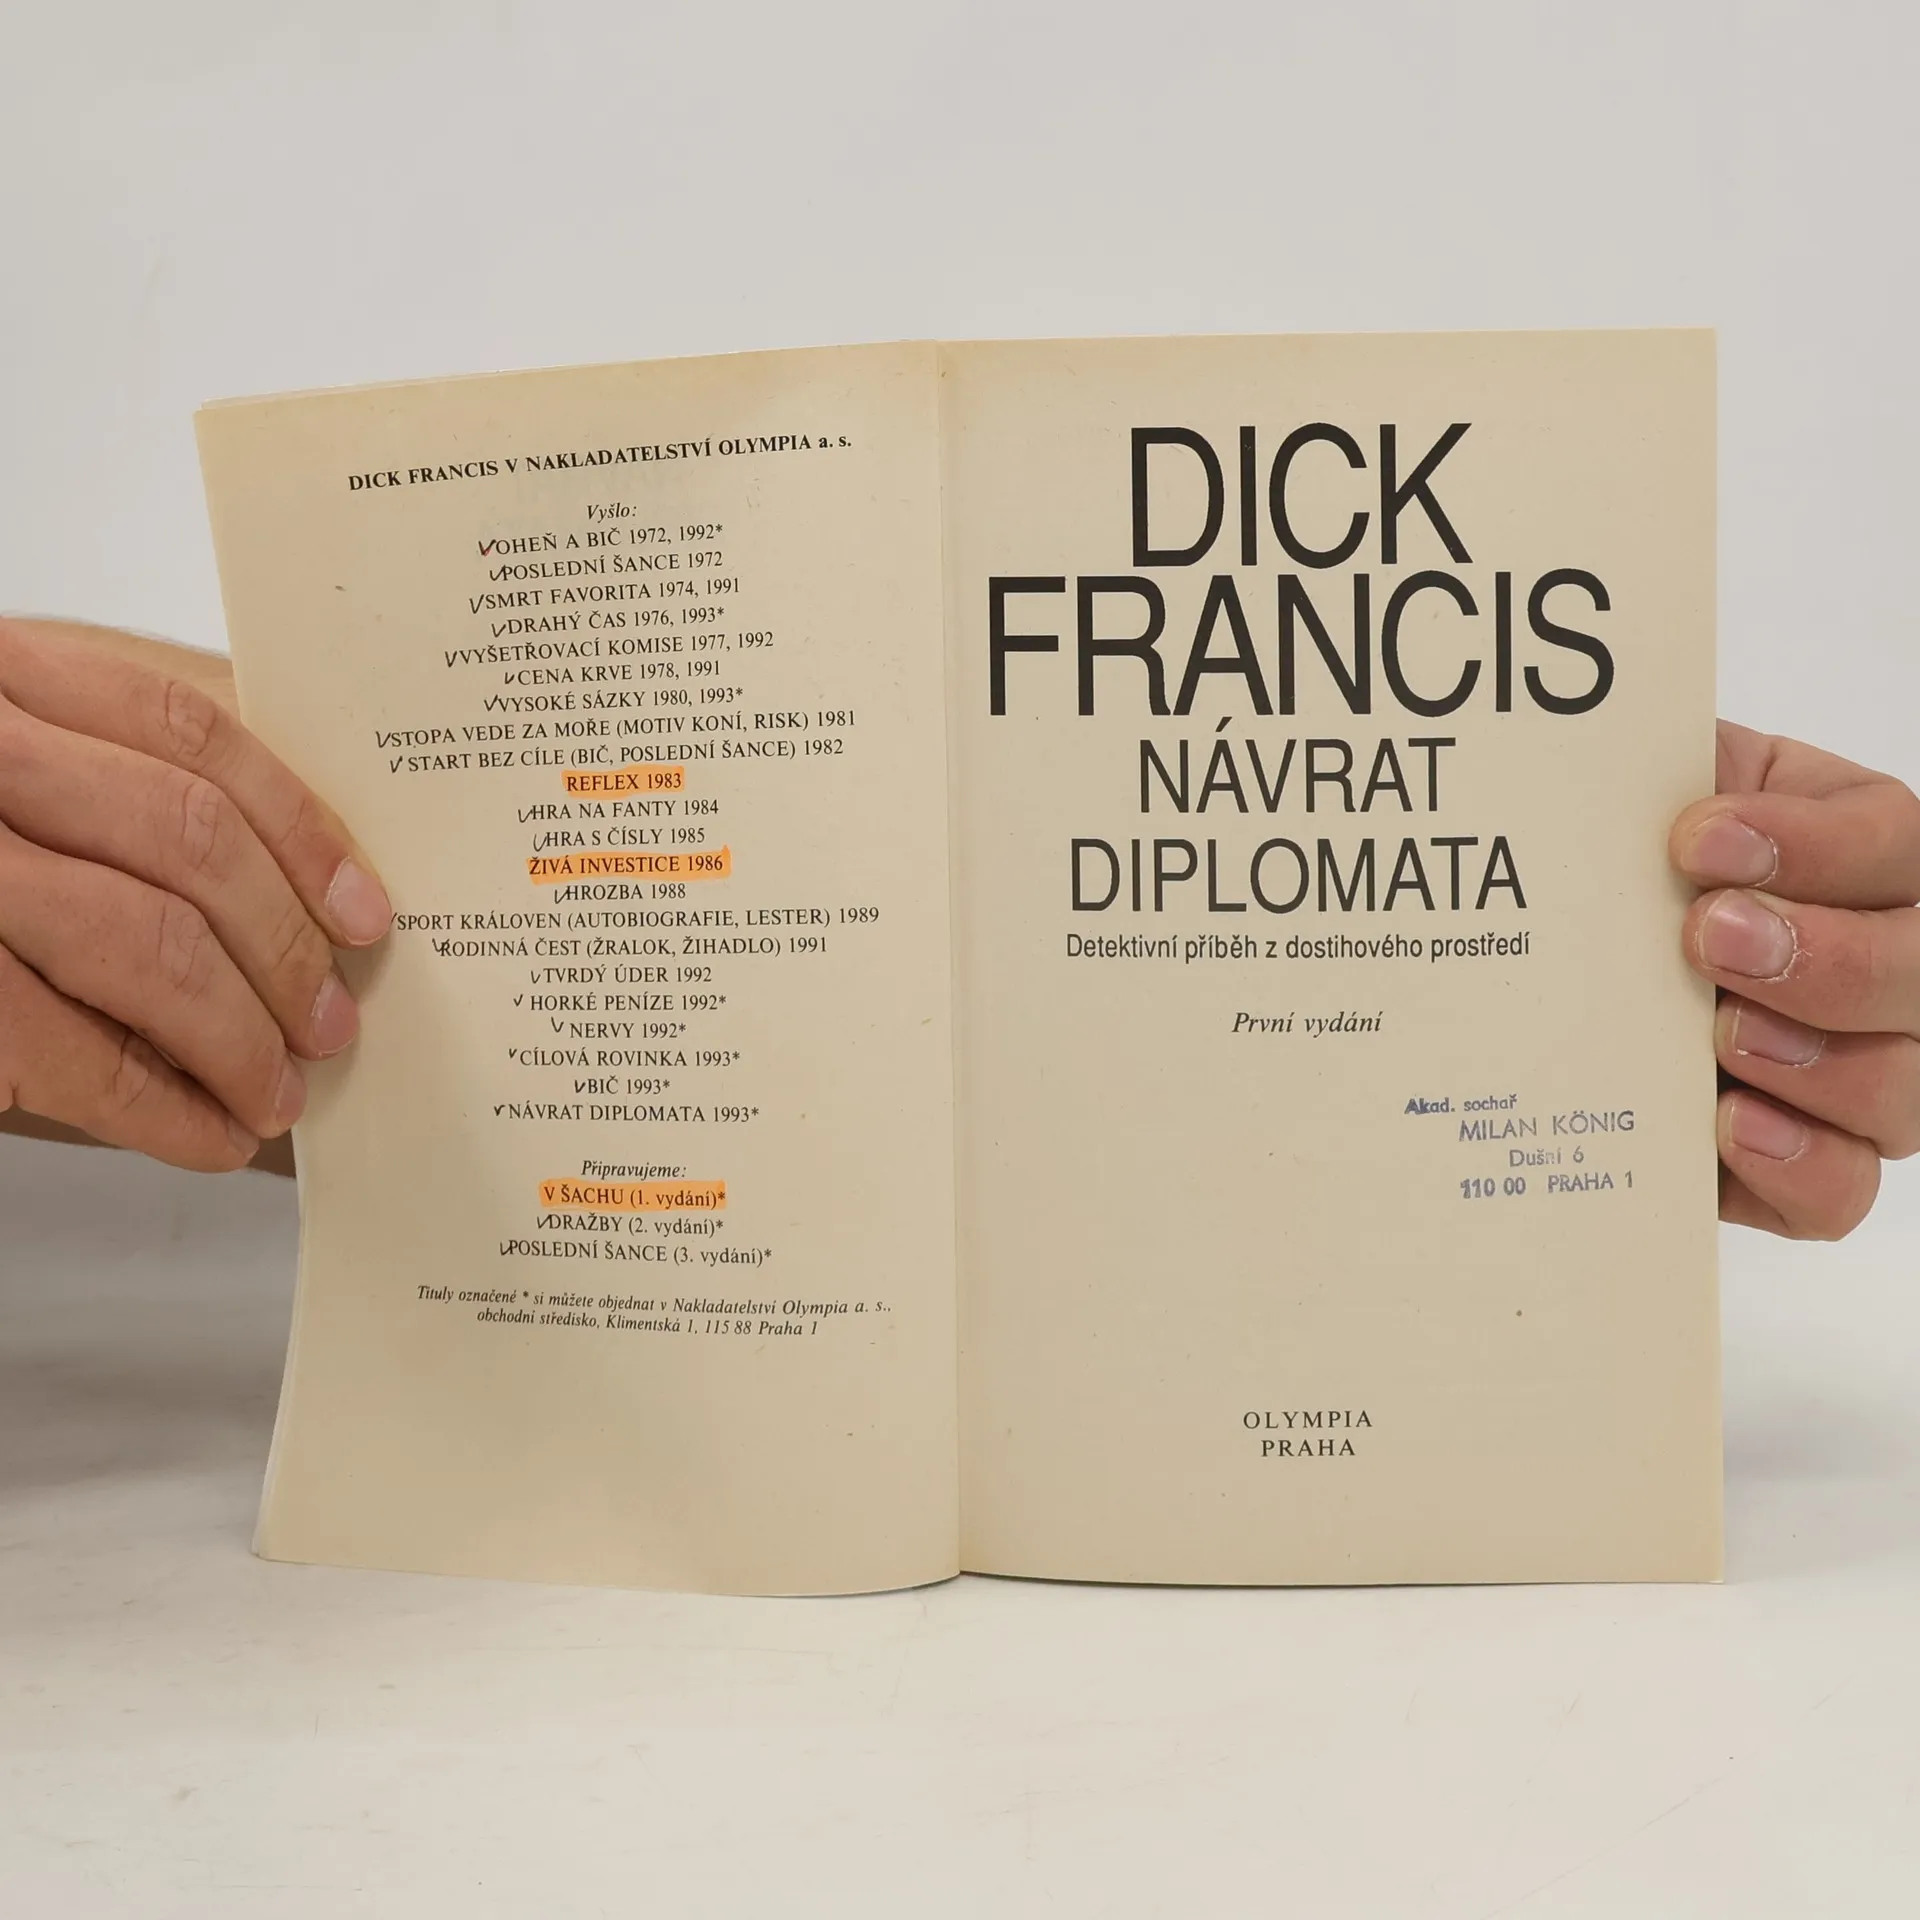 DICK FRANCIS V NAKLADATELSTVÍ OLYMPIA a. s.
Vyšlo:
OHEŇ A BIČ 1972, 1992*
POSLEDNÍ ŠANCE 1972
SMRT FAVORITA 1974, 1991
DRAHÝ ČAS 1976, 1993*
VYŠETŘOVACÍ KOMISE 1977, 1992
CENA KRVE 1978, 1991
VYSOKÉ SÁZKY 1980, 1993*
STOPA VEDE ZA MOŘE (MOTIV KONÍ, RISK) 1981
START BEZ CÍLE (BIČ, POSLEDNÍ ŠANCE) 1982
REFLEX 1983
HRA NA FANTY 1984
HRA S ČÍSLY 1985
ŽIVÁ INVESTICE 1986
HROZBA 1988
SPORT KRÁLOVEN (AUTOBIOGRAFIE, LESTER) 1989
RODINNÁ ČEST (ŽRALOK, ŽIHADLO) 1991
TVRDÝ ÚDER 1992
HORKÉ PENÍZE 1992*
NERVY 1992*
CÍLOVÁ ROVINKA 1993*
BIČ 1993*
NÁVRAT DIPLOMATA 1993*
Připravujeme:
V ŠACHU (1. vydání)*
DRAŽBY (2. vydání)*
POSLEDNÍ ŠANCE (3. vydání)*
Tituly označené * si můžete objednat v Nakladatelství Olympia a. s.,
obchodní středisko, Klimentská 1, 115 88 Praha 1
DICK
FRANCIS
NÁVRAT
DIPLOMATA
Detektivní příběh z dostihového prostředí
První vydání
Akad. sochař
MILAN KÖNIG
Dušní 6
110 00 PRAHA 1
OLYMPIA
PRAHA